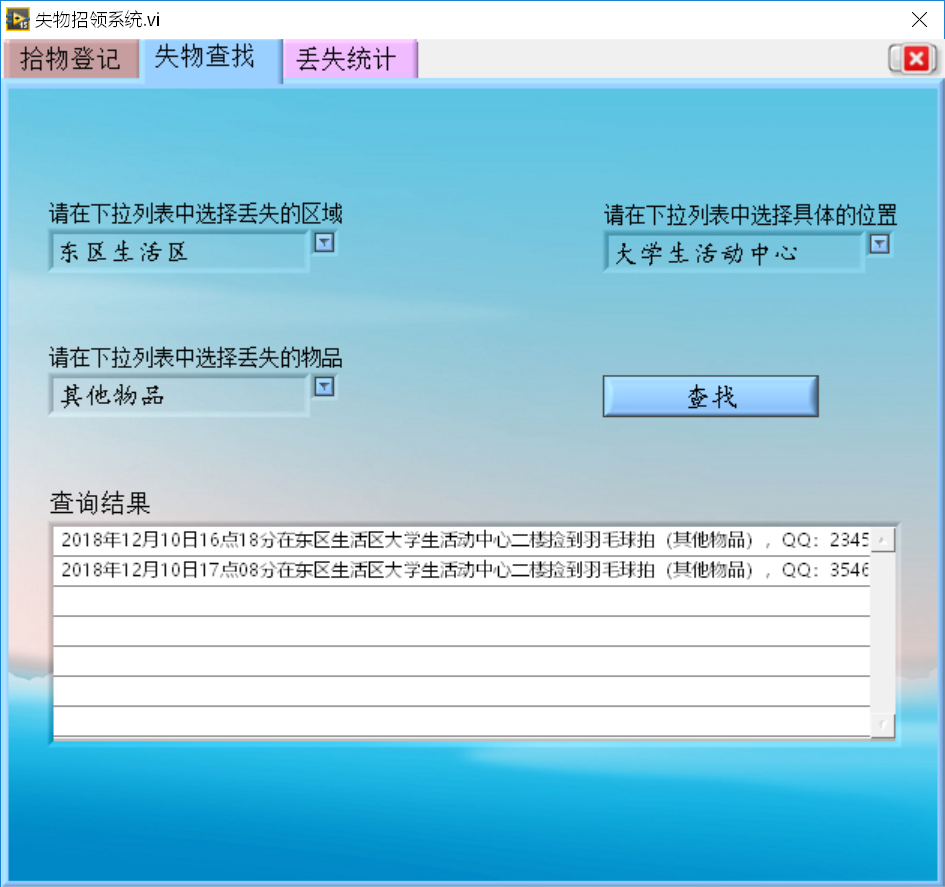 失物招领系统.vi
拾物登记 失物查找 丢失统计
请在下拉列表中选择丢失的区域 请在下拉列表中选择具体的位置
东区生活区 大学生活动中心
请在下拉列表中选择丢失的物品
其他物品 查找
查询结果
2018年12月10日16点18分在东区生活区大学生活动中心二楼捡到羽毛球拍（其他物品），QQ：2345
2018年12月10日17点08分在东区生活区大学生活动中心二楼捡到羽毛球拍（其他物品），QQ：3546